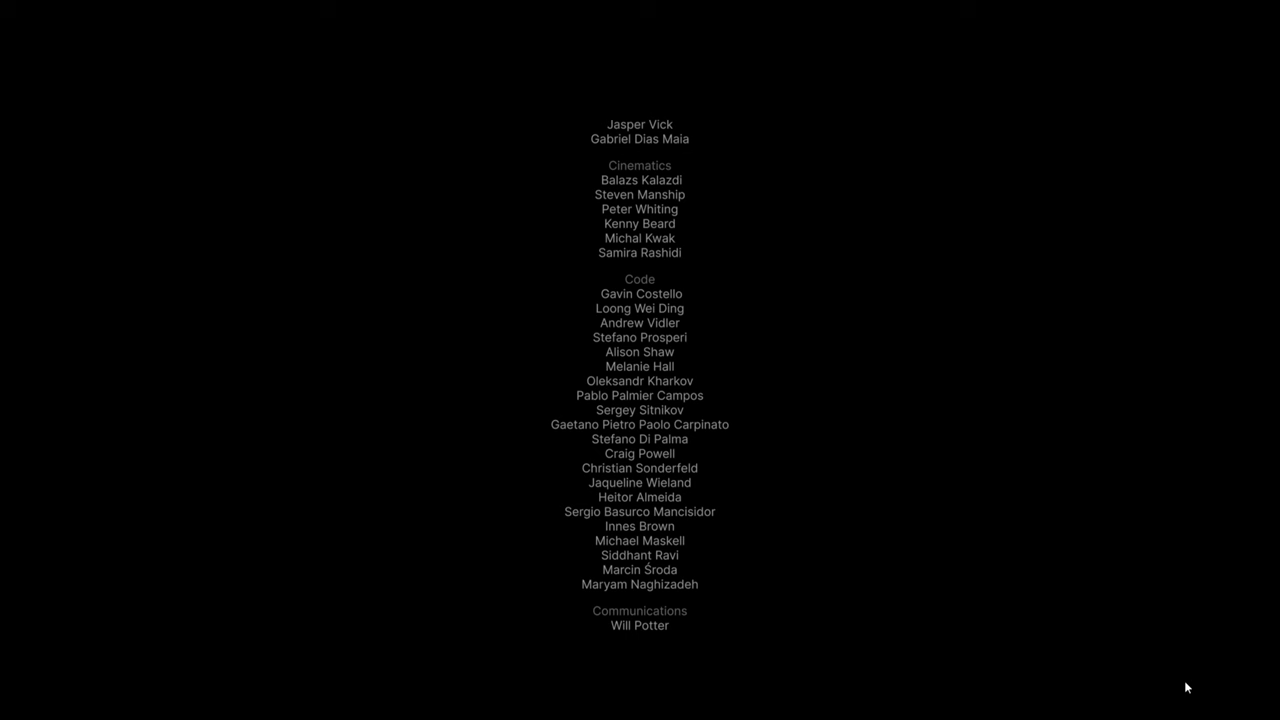 Jasper Vick
Gabriel Dias Maia
Cinematics
Balazs Kalazdi
Steven Manship
Peter Whiting
Kenny Beard
Michal Kwak
Samira Rashidi
Code
Gavin Costello
Loong Wei Ding
Andrew Vidler
Stefano Prosperi
Alison Shaw
Melanie Hall
Oleksandr Kharkov
Pablo Palmier Campos
Sergey Sitnikov
Gaetano Pietro Paolo Carpinato
Stefano Di Palma
Craig Powell
Christian Sonderfeld
Jaqueline Wieland
Heitor Almeida
Sergio Basurco Mancisidor
Innes Brown
Michael Maskell
Siddhant Ravi
Marcin Środa
Maryam Naghizadeh
Communications
Will Potter